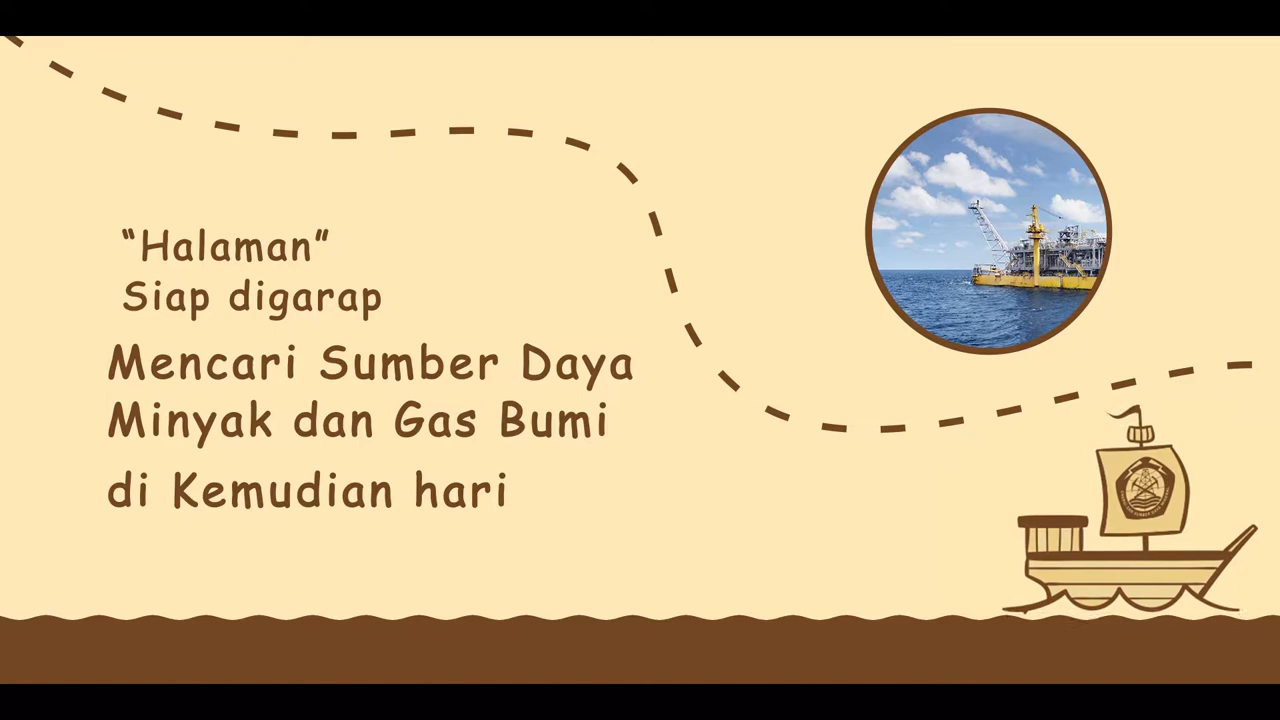 “Halaman”
Siap digarap
Mencari Sumber Daya
Minyak dan Gas Bumi
di Kemudian hari